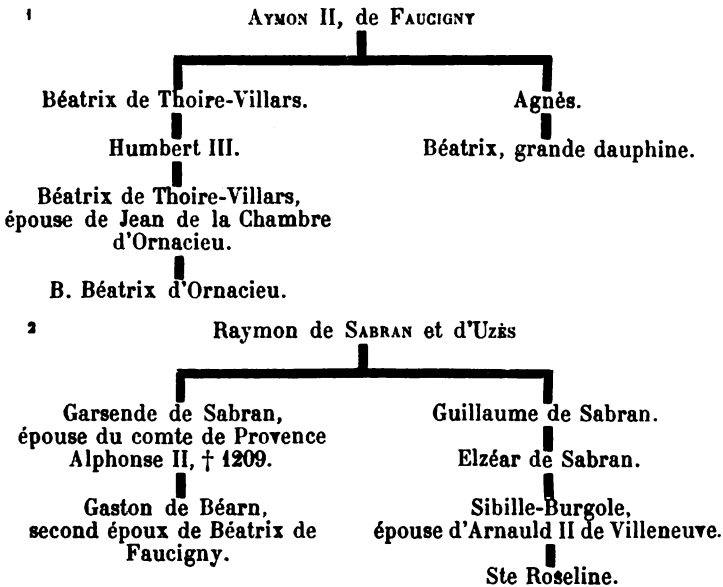 1
AYMON II, de FAUCIGNY
Béatrix de Thoire-Villars.
Agnès.
Humbert III.
Béatrix, grande dauphine.
Béatrix de Thoire-Villars,
épouse de Jean de la Chambre
d'Ornacieu.
B. Béatrix d'Ornacieu.
2
Raymon de SABRAN et d'UZÈS
Garsende de Sabran,
épouse du comte de Provence
Alphonse II, † 1209.
Guillaume de Sabran.
Elzéar de Sabran.
Gaston de Béarn,
second époux de Béatrix de
Faucigny.
Sibille-Burgole,
épouse d'Arnauld II de Villeneuve.
Ste Roseline.